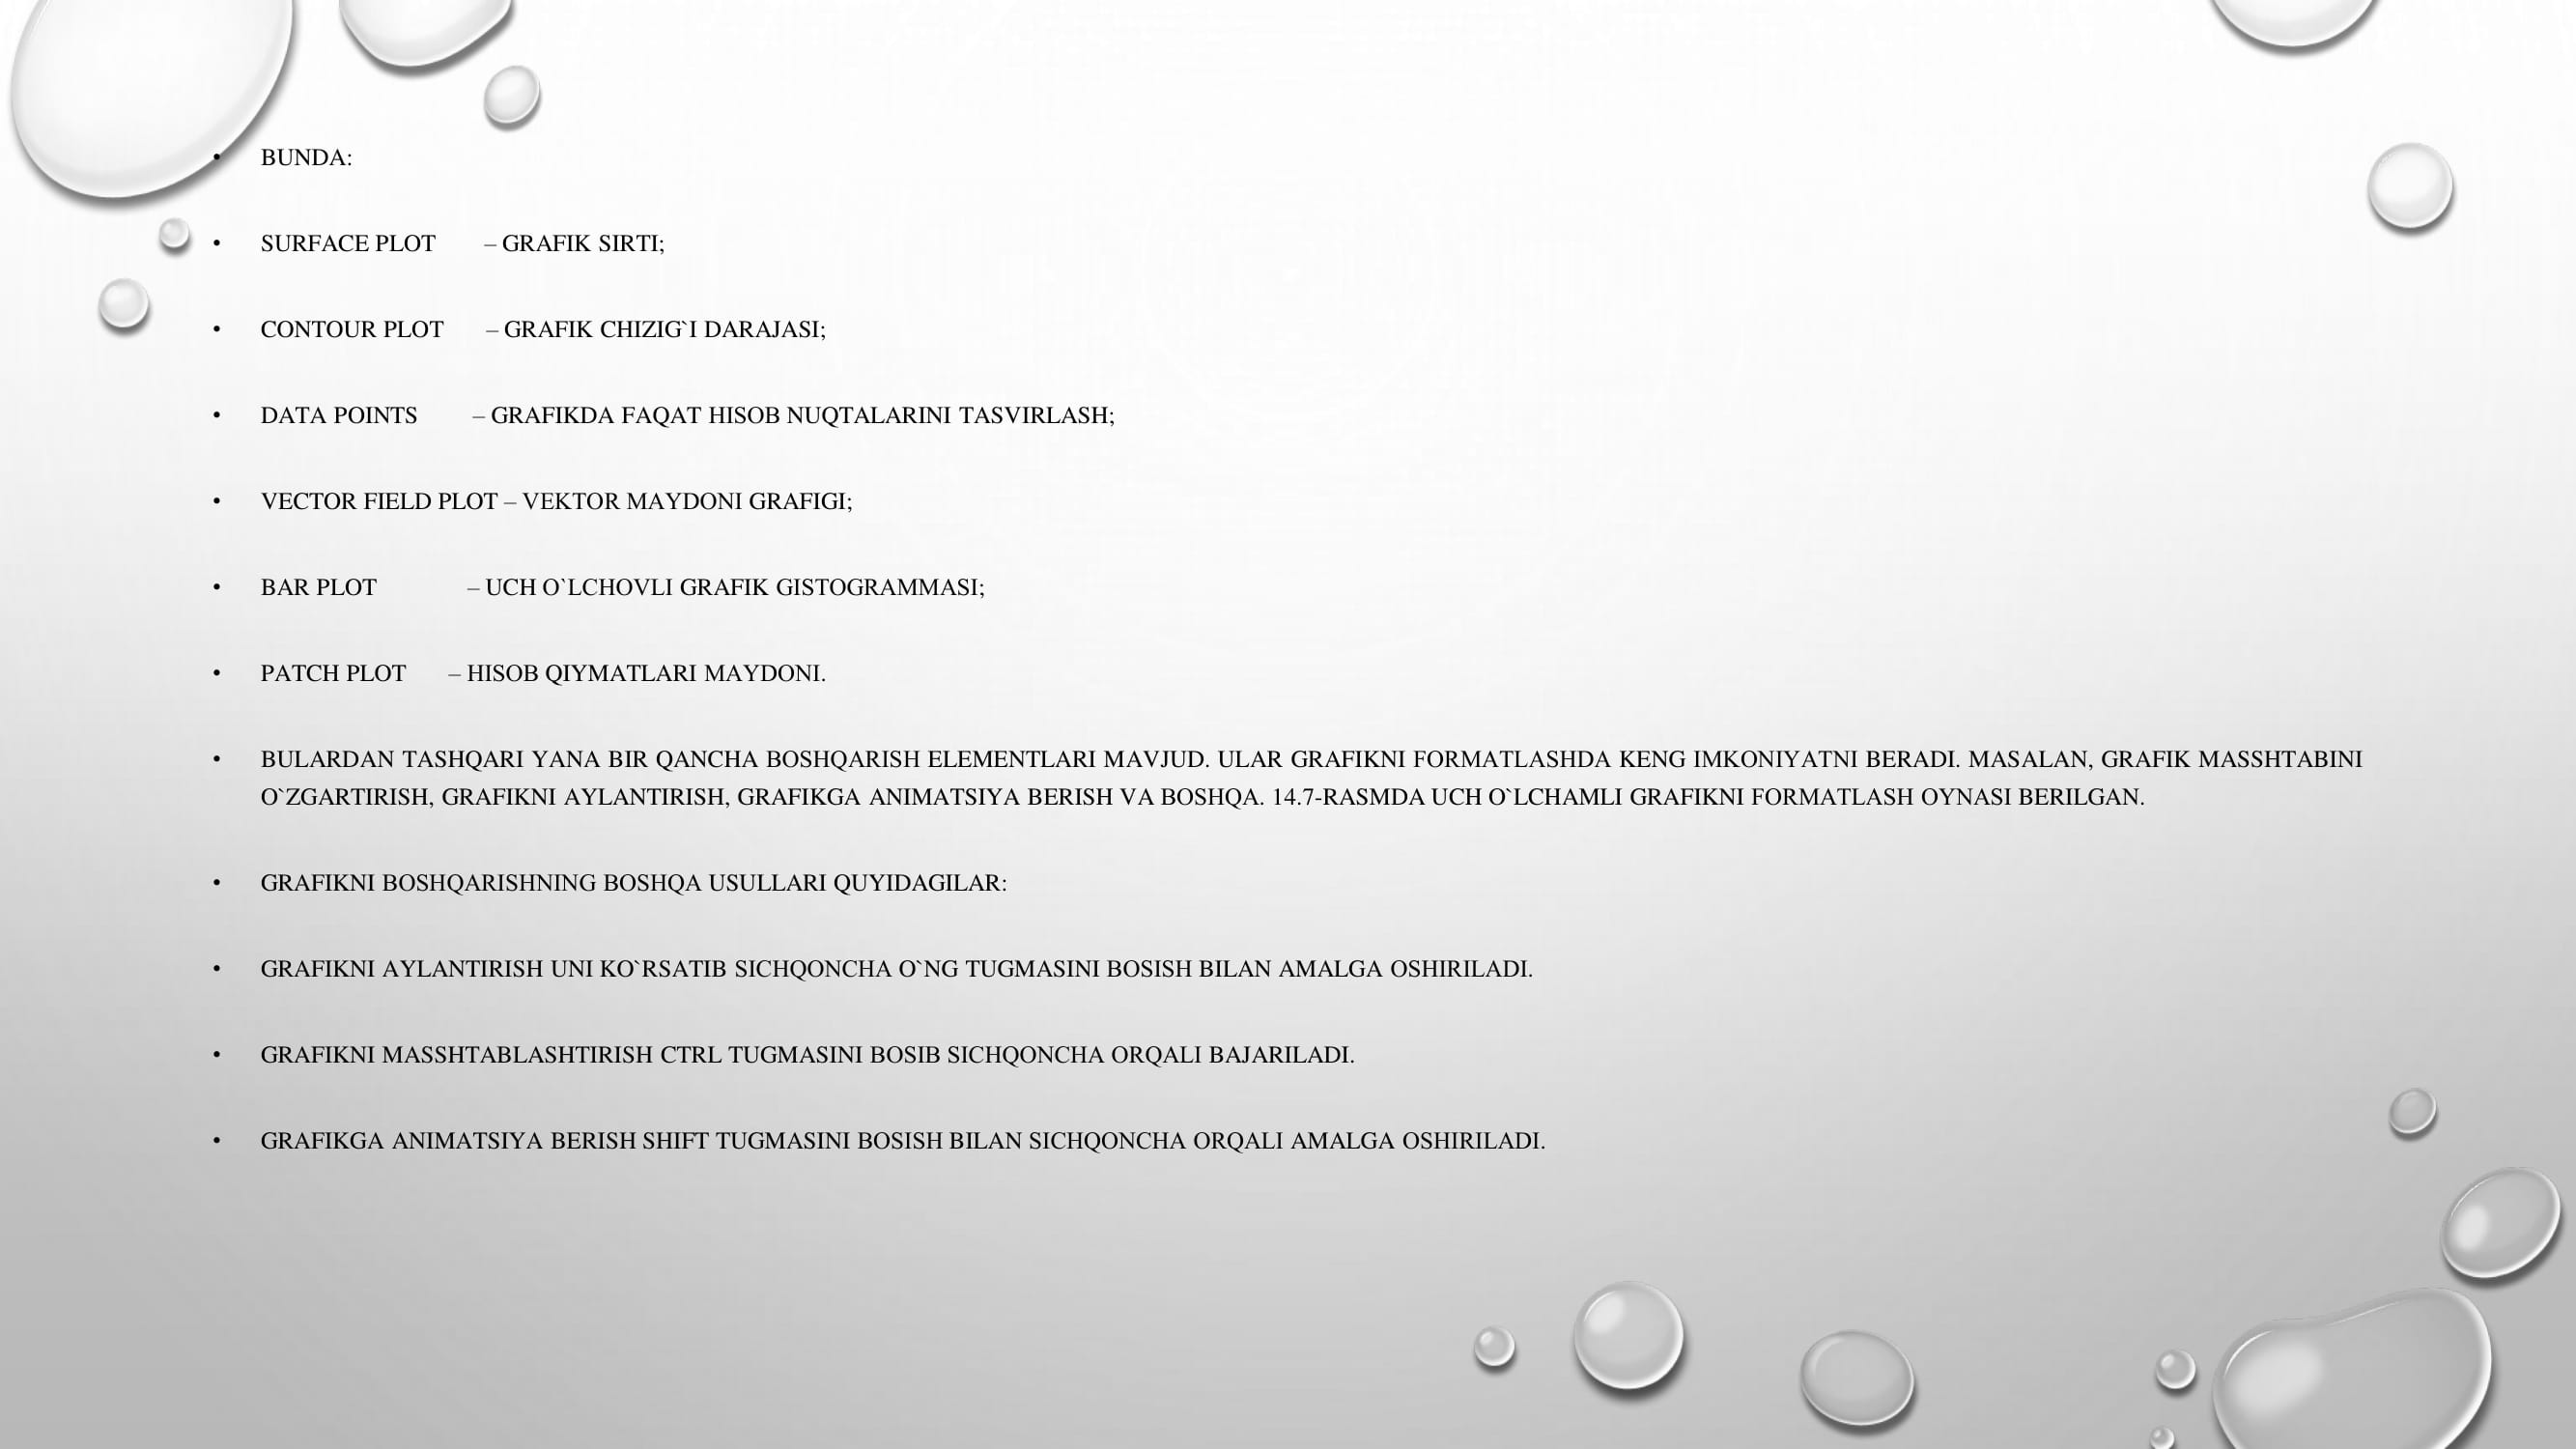 • BUNDA:
• SURFACE PLOT – GRAFIK SIRTI;
• CONTOUR PLOT – GRAFIK CHIZIG`I DARAJASI;
• DATA POINTS – GRAFIKDA FAQAT HISOB NUQTALARINI TASVIRLASH;
• VECTOR FIELD PLOT – VEKTOR MAYDONI GRAFIGI;
• BAR PLOT – UCH O`LCHOVLI GRAFIK GISTOGRAMMASI;
• PATCH PLOT – HISOB QIYMATLARI MAYDONI.
• BULARDAN TASHQARI YANA BIR QANCHA BOSHQARISH ELEMENTLARI MAVJUD. ULAR GRAFIKNI FORMATLASHDA KENG IMKONIYATNI BERADI. MASALAN, GRAFIK MASSHTABINI
O`ZGARTIRISH, GRAFIKNI AYLANTIRISH, GRAFIKGA ANIMATSIYA BERISH VA BOSHQA. 14.7-RASMDA UCH O`LCHAMLI GRAFIKNI FORMATLASH OYNASI BERILGAN.
• GRAFIKNI BOSHQARISHNING BOSHQA USULLARI QUYIDAGILAR:
• GRAFIKNI AYLANTIRISH UNI KO`RSATIB SICHQONCHA O`NG TUGMASINI BOSISH BILAN AMALGA OSHIRILADI.
• GRAFIKNI MASSHTABLASHTIRISH CTRL TUGMASINI BOSIB SICHQONCHA ORQALI BAJARILADI.
• GRAFIKGA ANIMATSIYA BERISH SHIFT TUGMASINI BOSISH BILAN SICHQONCHA ORQALI AMALGA OSHIRILADI.